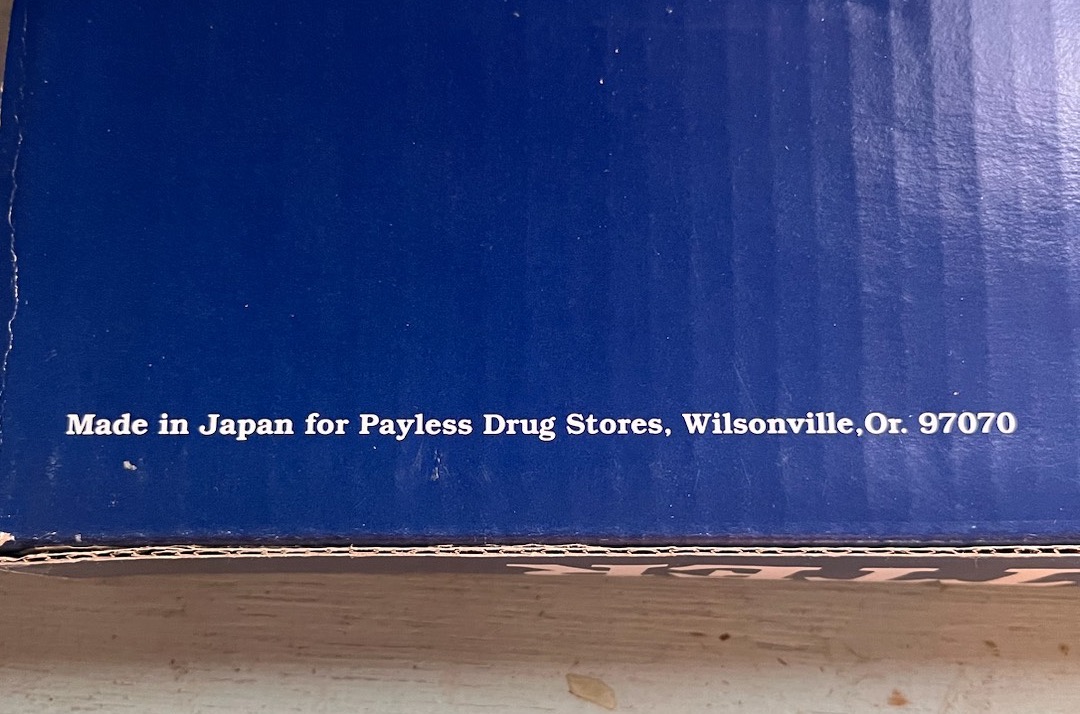 Made in Japan for Payless Drug Stores, Wilsonville,Or. 97070